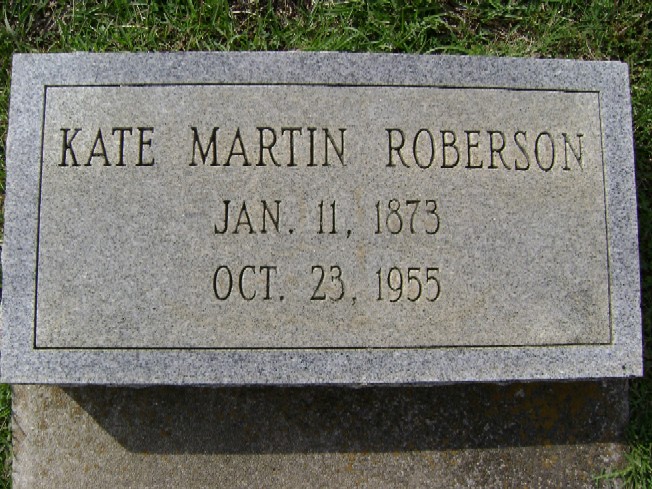 KATE MARTIN ROBERSON
JAN. 11, 1873
OCT. 23, 1955